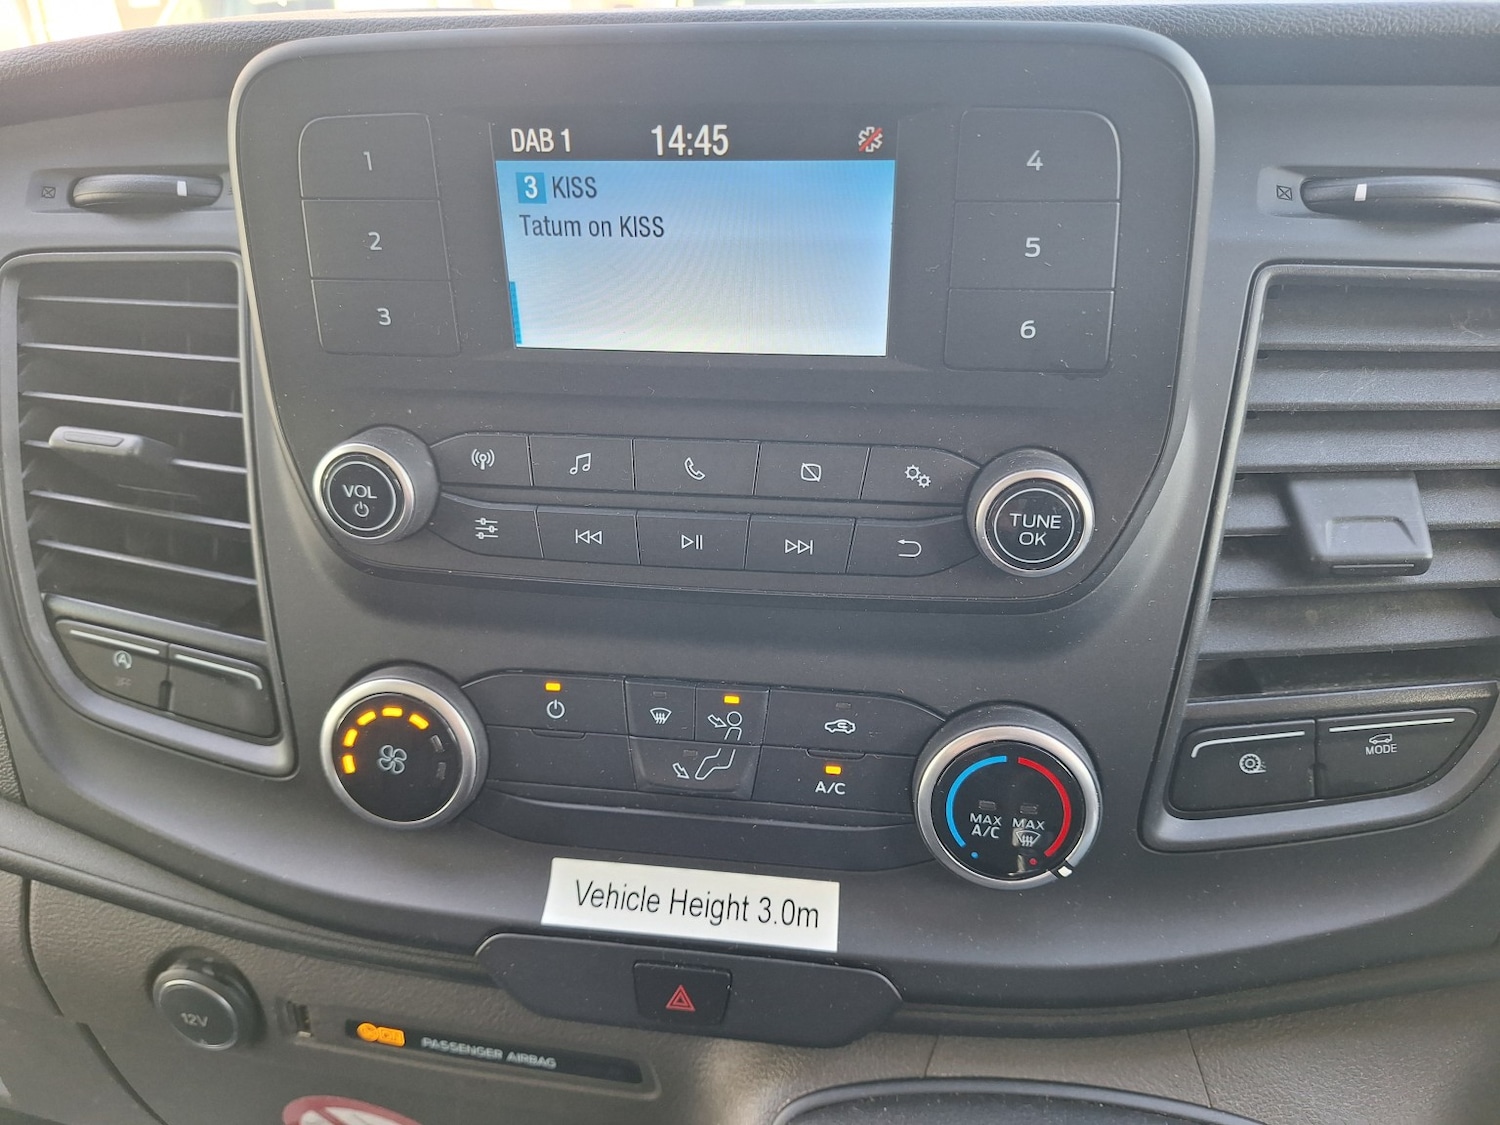 DAB 1 14:45
3 KISS
Tatum on KISS
1
2
3
4
5
6
VOL
TUNE
OK
A
OFF
A/C
MAX
A/C
MAX
MODE
Vehicle Height 3.0m
12V
PASSENGER AIRBAG